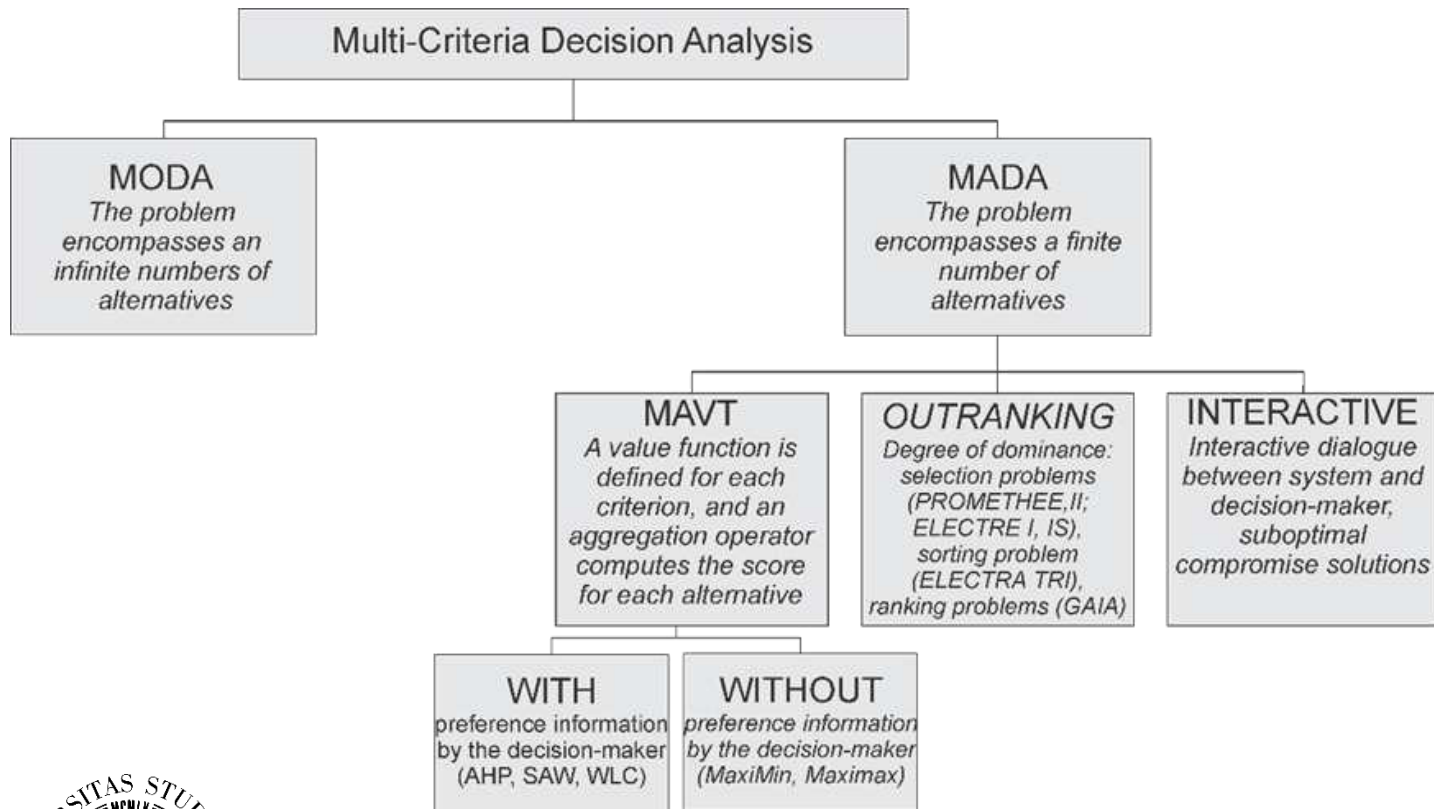 Multi-Criteria Decision Analysis
MODA
The problem
encompasses an
infinite numbers of
alternatives
MADA
The problem
encompasses a finite
number of
alternatives
MAVT
A value function is
defined for each
criterion, and an
aggregation operator
computes the score
for each alternative
OUTRANKING
Degree of dominance:
selection problems
(PROMETHEE,II;
ELECTRE I, IS),
sorting problem
(ELECTRA TRI),
ranking problems (GAIA)
INTERACTIVE
Interactive dialogue
between system and
decision-maker,
suboptimal
compromise solutions
WITH
preference information
by the decision-maker
(AHP, SAW, WLC)
WITHOUT
preference information
by the decision-maker
(MaxiMin, Maximax)